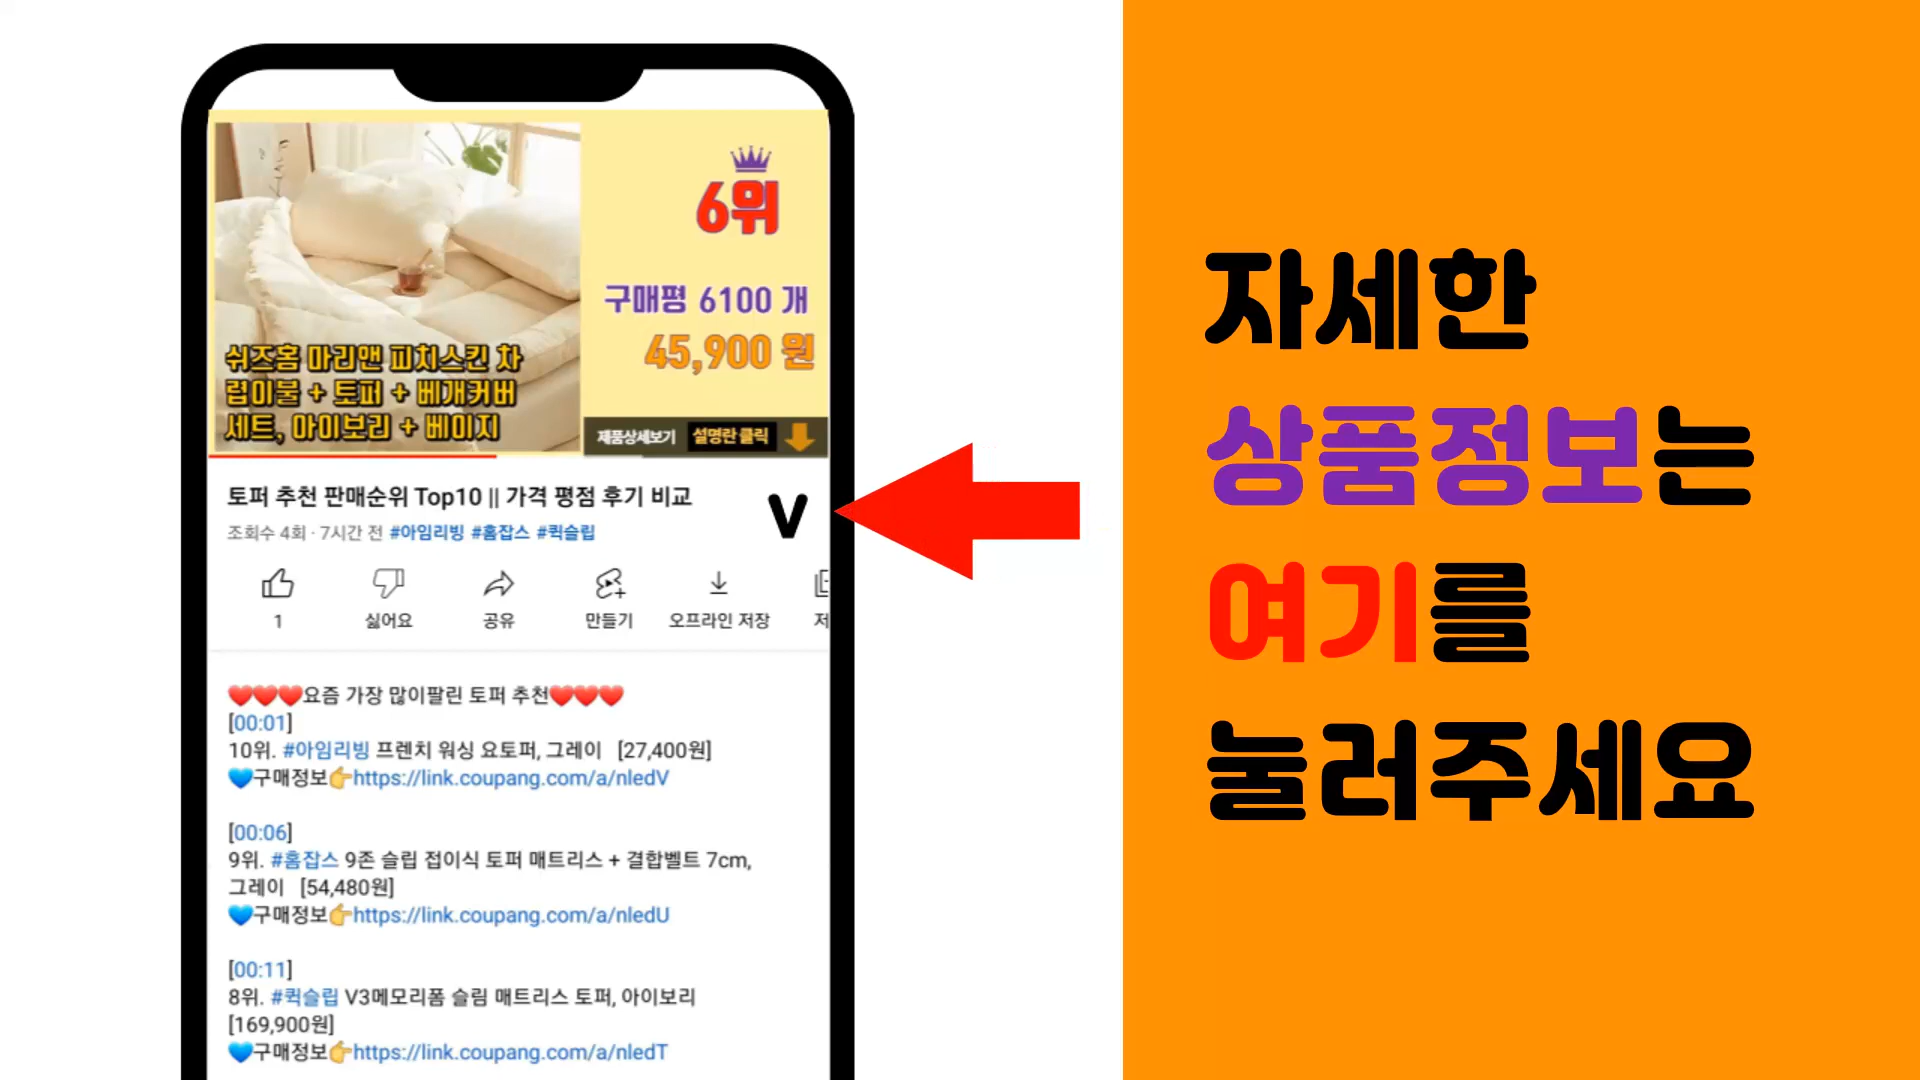 6위
구매평 6100 개
45,900 원
쉬즈홈 마리앤 피치스킨 차
렵이불 + 토퍼 + 베개커버
세트, 아이보리 + 베이지
제품상세보기 설명란 클릭
토퍼 추천 판매순위 Top10 || 가격 평점 후기 비교
조회수 4회 · 7시간 전 #아임리빙 #홈잡스 #퀵슬립
V
1 싫어요 공유 만들기 오프라인 저장 저
❤️❤️❤️요즘 가장 많이팔린 토퍼 추천❤️❤️❤️
[00:01]
10위. #아임리빙 프렌치 워싱 요토퍼, 그레이 [27,400원]
💙구매정보👉https://link.coupang.com/a/nledV
[00:06]
9위. #홈잡스 9존 슬립 접이식 토퍼 매트리스 + 결합벨트 7cm,
그레이 [54,480원]
💙구매정보👉https://link.coupang.com/a/nledU
[00:11]
8위. #퀵슬립 V3메모리폼 슬림 매트리스 토퍼, 아이보리
[169,900원]
💙구매정보👉https://link.coupang.com/a/nledT
자세한
상품정보는
여기를
눌러주세요